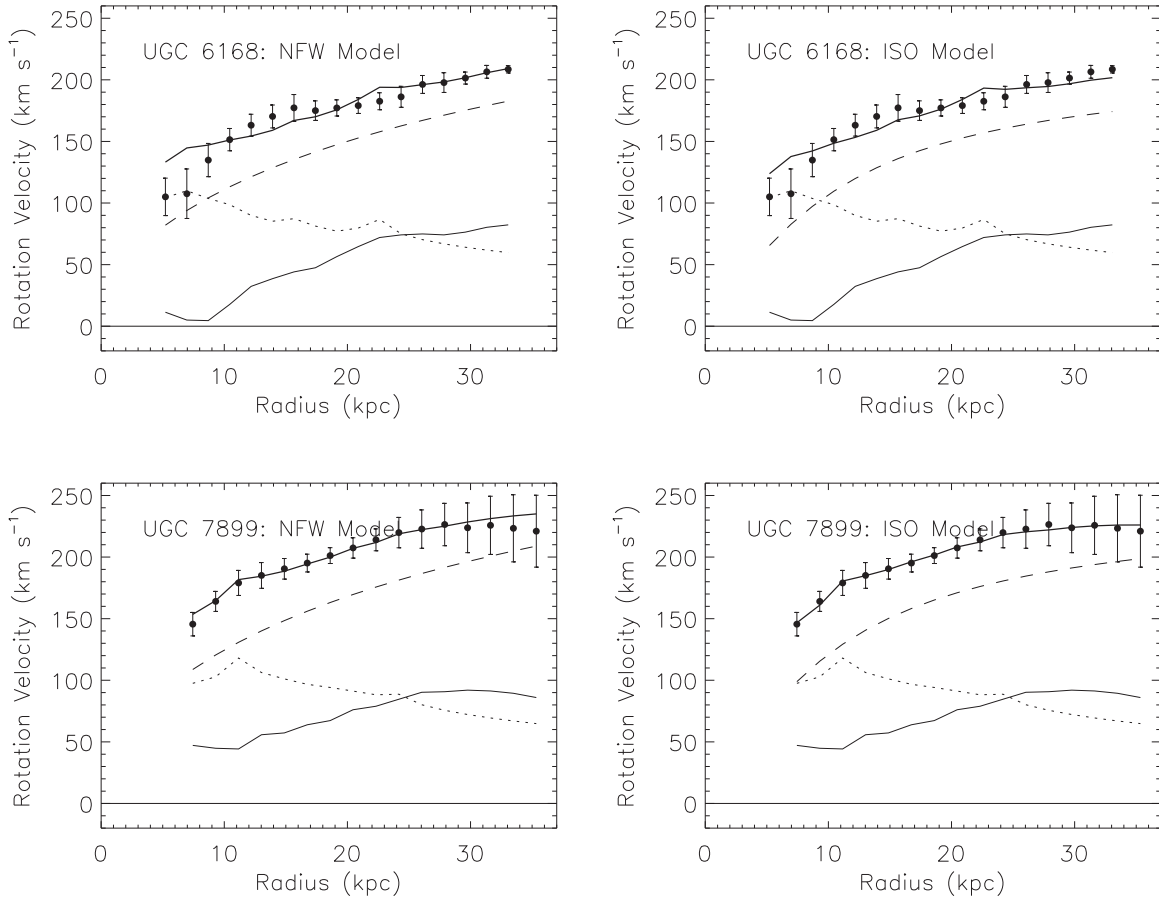 UGC 6168: NFW Model
Rotation Velocity (km s⁻¹)
250
200
150
100
50
0
0 10 20 30
Radius (kpc)
UGC 6168: ISO Model
Rotation Velocity (km s⁻¹)
250
200
150
100
50
0
0 10 20 30
Radius (kpc)
UGC 7899: NFW Model
Rotation Velocity (km s⁻¹)
250
200
150
100
50
0
0 10 20 30
Radius (kpc)
UGC 7899: ISO Model
Rotation Velocity (km s⁻¹)
250
200
150
100
50
0
0 10 20 30
Radius (kpc)